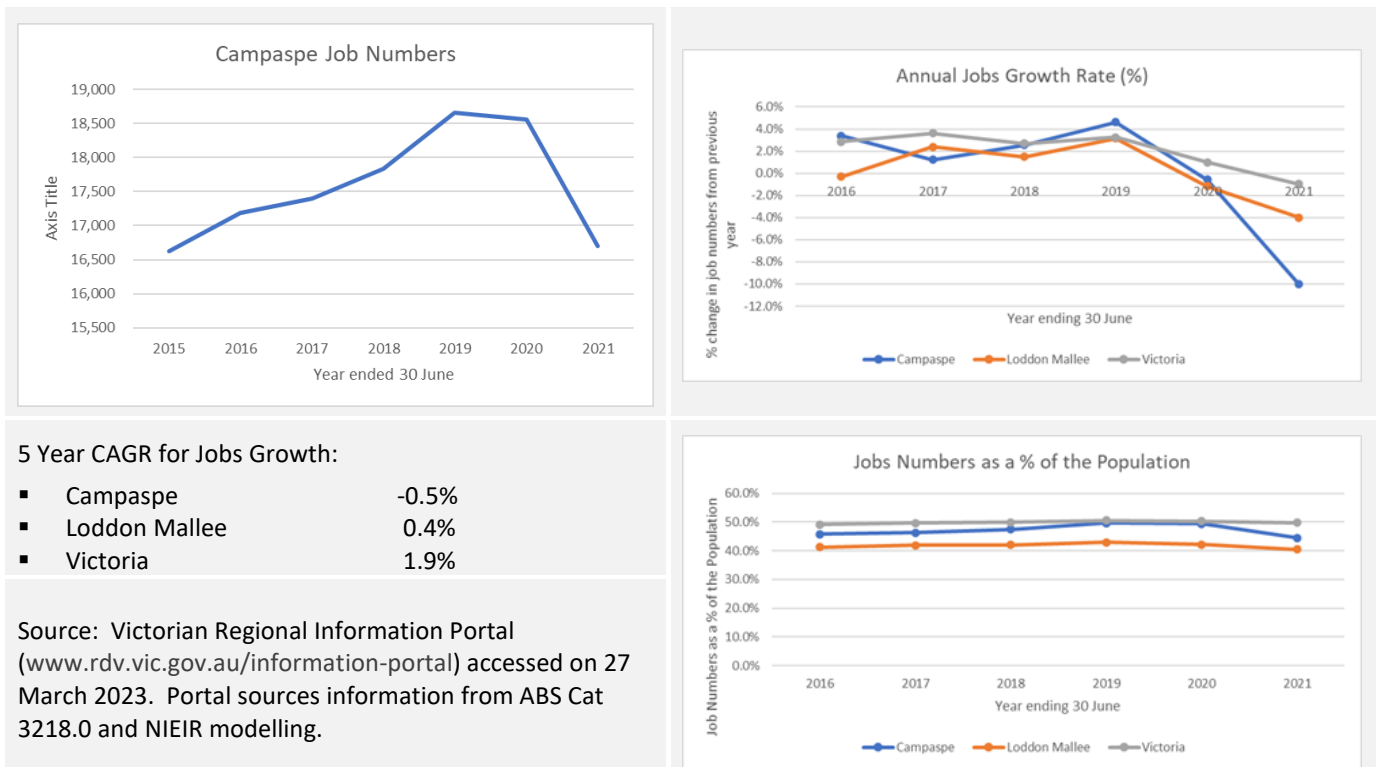 Campaspe Job Numbers
19,000
18,500
18,000
17,500
17,000
16,500
16,000
15,500
Axis Title
2015 2016 2017 2018 2019 2020 2021
Year ended 30 June
Annual Jobs Growth Rate (%)
% change in job numbers from previous
year
6.0%
4.0%
2.0%
0.0%
-2.0%
-4.0%
-6.0%
-8.0%
-10.0%
-12.0%
2016 2017 2018 2019 2020 2021
Year ending 30 June
Campaspe Loddon Mallee Victoria
5 Year CAGR for Jobs Growth:
▪ Campaspe -0.5%
▪ Loddon Mallee 0.4%
▪ Victoria 1.9%
Source: Victorian Regional Information Portal
(www.rdv.vic.gov.au/information-portal) accessed on 27
March 2023. Portal sources information from ABS Cat
3218.0 and NIEIR modelling.
Jobs Numbers as a % of the Population
Job Numbers as a % of the Population
60.0%
50.0%
40.0%
30.0%
20.0%
10.0%
0.0%
2016 2017 2018 2019 2020 2021
Year ending 30 June
Campaspe Loddon Mallee Victoria